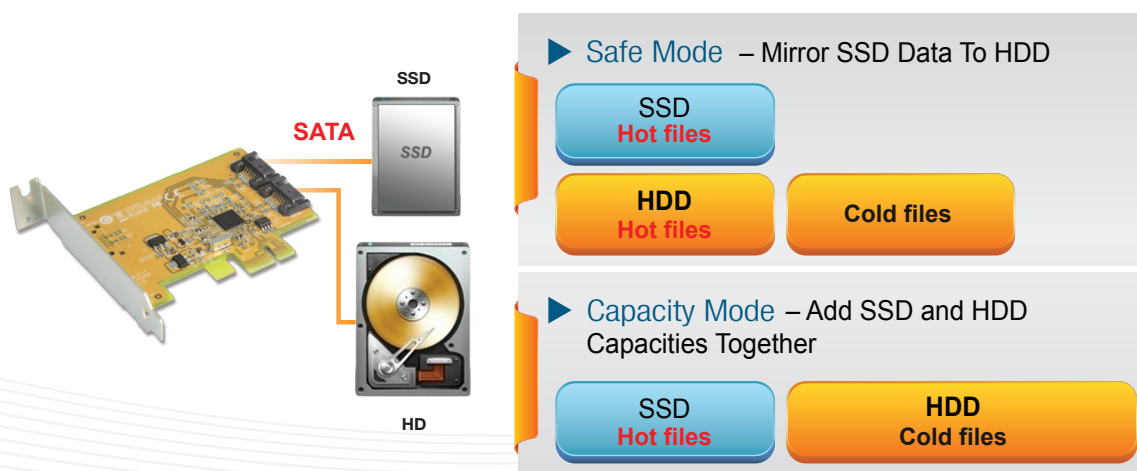 SSD
SATA
SSD
HD
Safe Mode – Mirror SSD Data To HDD
SSD
Hot files
HDD
Hot files
Cold files
Capacity Mode – Add SSD and HDD
Capacities Together
SSD
Hot files
HDD
Cold files